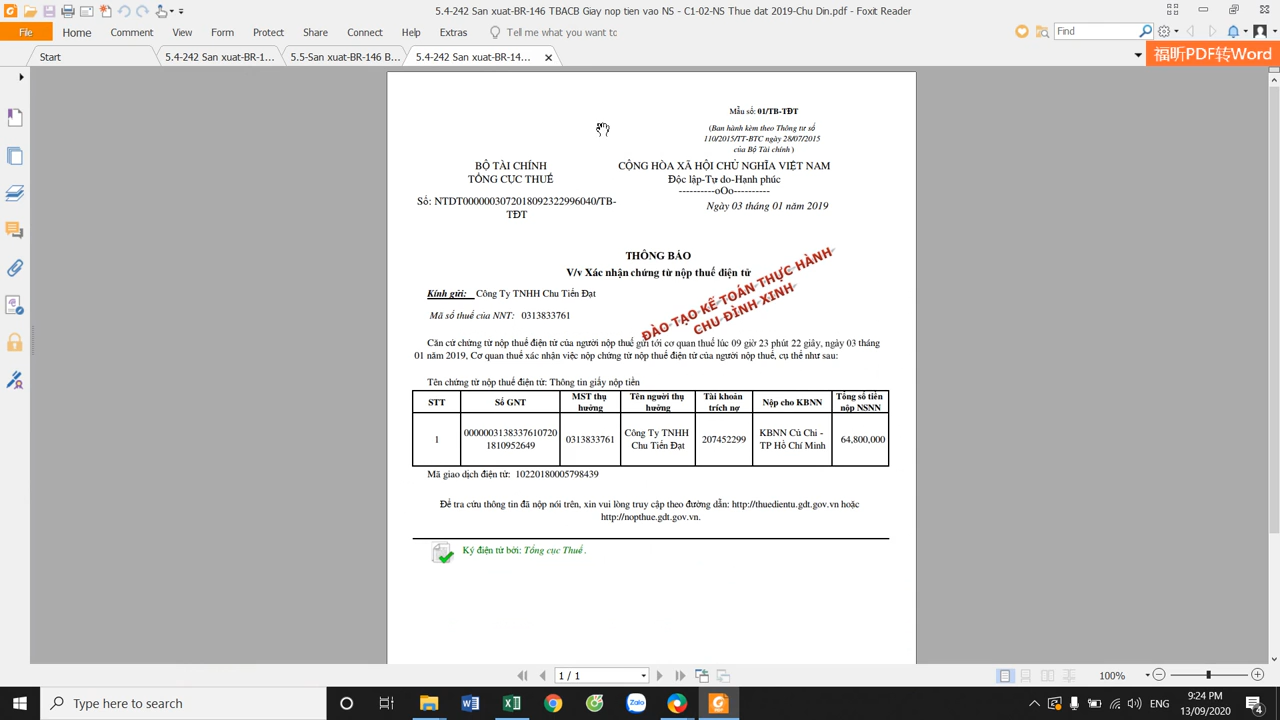 5.4-242 San xuat-BR-146 TBACB Giay nop tien vao NS - C1-02-NS Thue dat 2019-Chu Din.pdf - Foxit Reader
File Home Comment View Form Protect Share Connect Help Extras Tell me what you want to Find
Start 5.4-242 San xuat-BR-1... 5.5-San xuat-BR-146 B... 5.4-242 San xuat-BR-14... 福昕PDF转Word
Mẫu số: 01/TB-TĐT
(Ban hành kèm theo Thông tư số
110/2015/TT-BTC ngày 28/07/2015
của Bộ Tài chính )
BỘ TÀI CHÍNH
TỔNG CỤC THUẾ
CỘNG HÒA XÃ HỘI CHỦ NGHĨA VIỆT NAM
Độc lập-Tự do-Hạnh phúc
----------oOo----------
Số: NTDT0000003072018092322996040/TB-
TĐT
Ngày 03 tháng 01 năm 2019
THÔNG BÁO
V/v Xác nhận chứng từ nộp thuế điện tử
ĐÀO TẠO KẾ TOÁN THỰC HÀNH
CHU ĐÌNH XINH
Kính gửi: Công Ty TNHH Chu Tiến Đạt
Mã số thuế của NNT: 0313833761
Căn cứ chứng từ nộp thuế điện tử của người nộp thuế gửi tới cơ quan thuế lúc 09 giờ 23 phút 22 giây, ngày 03 tháng
01 năm 2019, Cơ quan thuế xác nhận việc nộp chứng từ nộp thuế điện tử của người nộp thuế, cụ thể như sau:
Tên chứng từ nộp thuế điện tử: Thông tin giấy nộp tiền
STT Số GNT MST thụ hưởng Tên người thụ hưởng Tài khoản trích nợ Nộp cho KBNN Tổng số tiền nộp NSNN
1 0000003138337610720 1810952649 0313833761 Công Ty TNHH Chu Tiến Đạt 207452299 KBNN Củ Chi - TP Hồ Chí Minh 64,800,000
Mã giao dịch điện tử: 10220180005798439
Để tra cứu thông tin đã nộp nói trên, xin vui lòng truy cập theo đường dẫn: http://thuedientu.gdt.gov.vn hoặc
http://nopthue.gdt.gov.vn.
Ký điện tử bởi: Tổng cục Thuế .
1 / 1 100%
Type here to search Zalo ENG 9:24 PM
13/09/2020 4